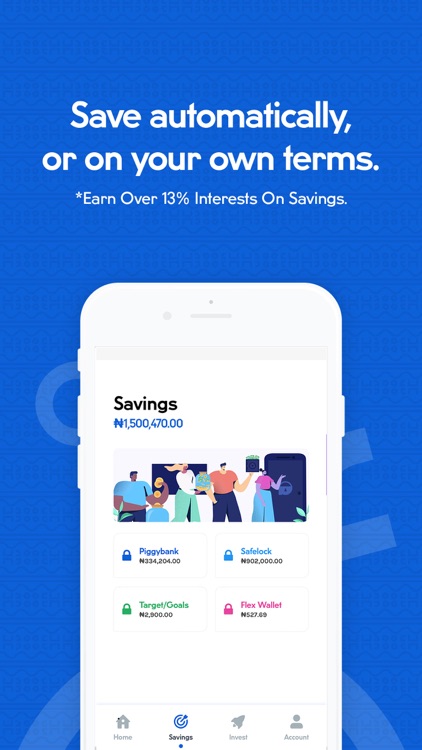 Save automatically,
or on your own terms.
*Earn Over 13% Interests On Savings.
Savings
₦1,500,470.00
Piggybank
₦334,204.00
Safelock
₦902,000.00
Target/Goals
₦2,900.00
Flex Wallet
₦527.69
Home
Savings
Invest
Account